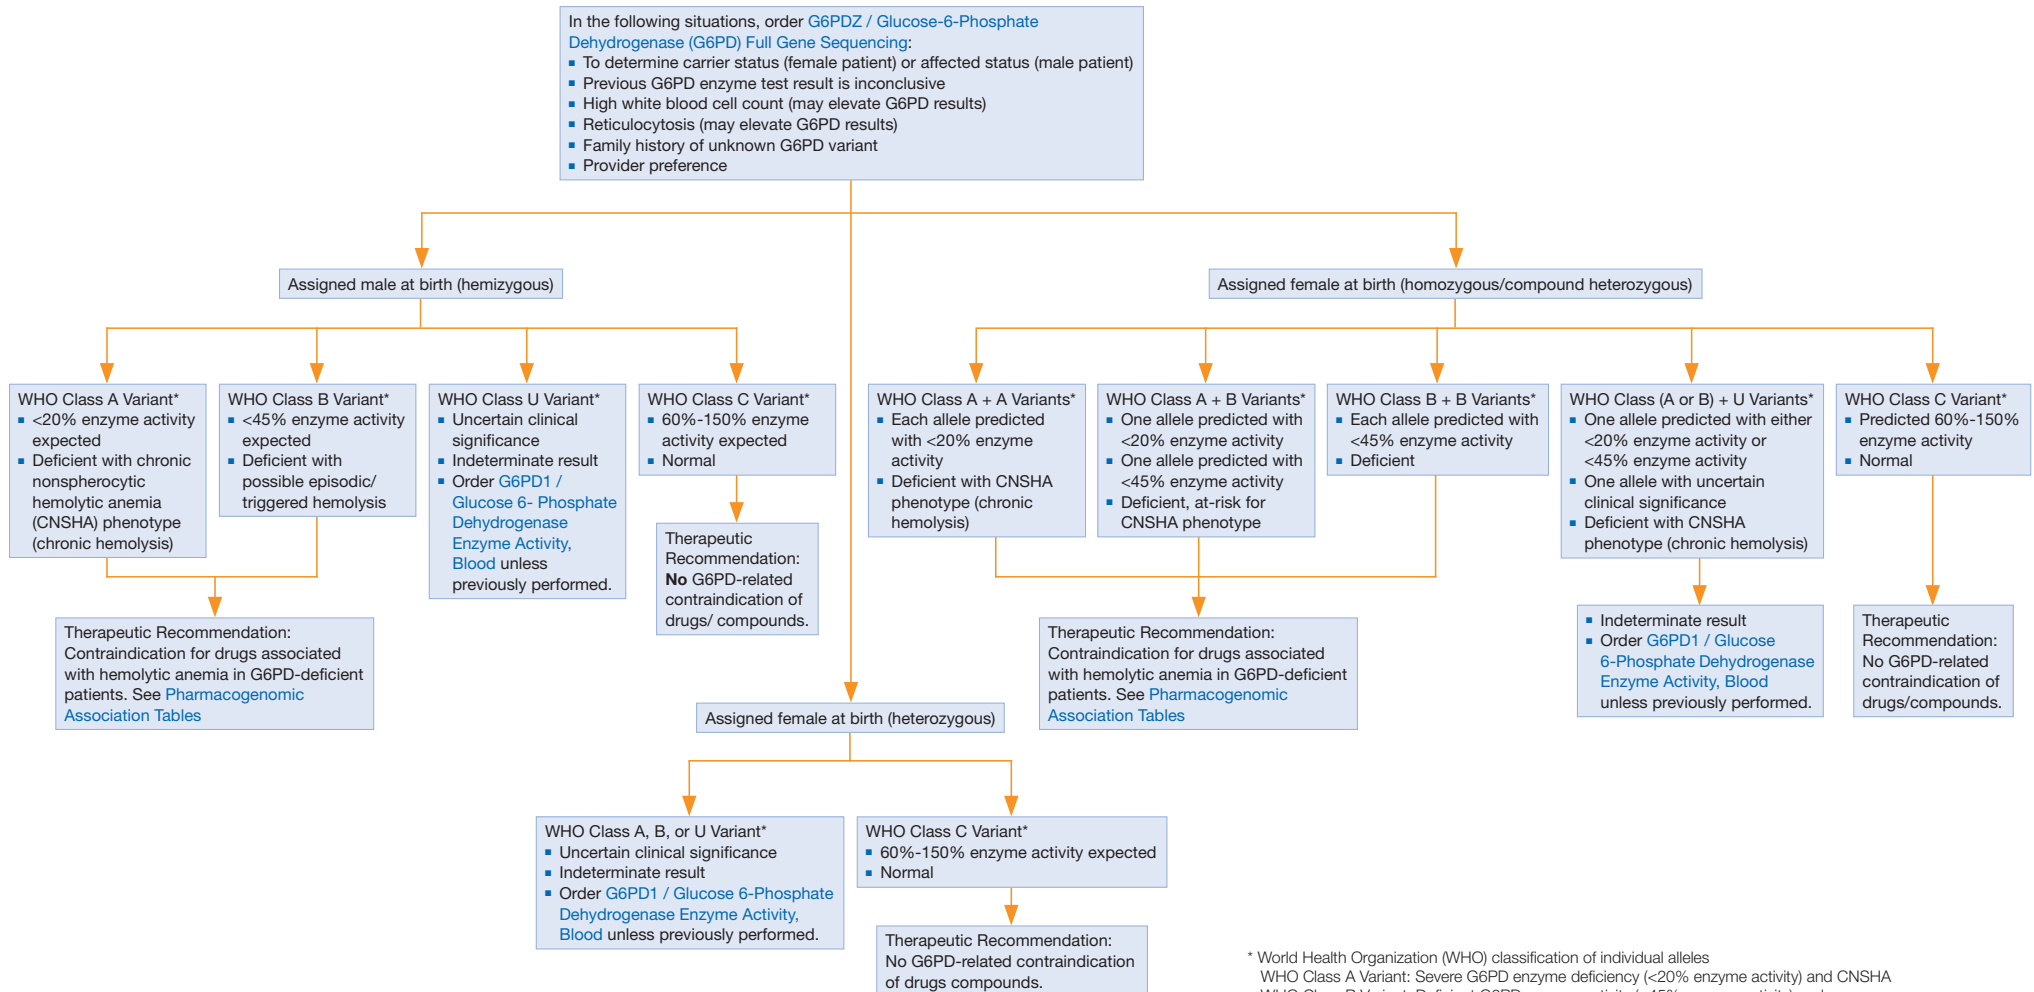 In the following situations, order G6PDZ / Glucose-6-Phosphate
Dehydrogenase (G6PD) Full Gene Sequencing:
▪ To determine carrier status (female patient) or affected status (male patient)
▪ Previous G6PD enzyme test result is inconclusive
▪ High white blood cell count (may elevate G6PD results)
▪ Reticulocytosis (may elevate G6PD results)
▪ Family history of unknown G6PD variant
▪ Provider preference
Assigned male at birth (hemizygous)
WHO Class A Variant*
▪ <20% enzyme activity
expected
▪ Deficient with chronic
nonspherocytic
hemolytic anemia
(CNSHA) phenotype
(chronic hemolysis)
WHO Class B Variant*
▪ <45% enzyme activity
expected
▪ Deficient with
possible episodic/
triggered hemolysis
WHO Class U Variant*
▪ Uncertain clinical
significance
▪ Indeterminate result
▪ Order G6PD1 /
Glucose 6- Phosphate
Dehydrogenase
Enzyme Activity,
Blood unless
previously performed.
WHO Class C Variant*
▪ 60%-150% enzyme
activity expected
▪ Normal
Therapeutic Recommendation:
Contraindication for drugs associated
with hemolytic anemia in G6PD-deficient
patients. See Pharmacogenomic
Association Tables
Therapeutic
Recommendation:
No G6PD-related
contraindication of
drugs/ compounds.
Assigned female at birth (homozygous/compound heterozygous)
WHO Class A + A Variants*
▪ Each allele predicted
with <20% enzyme
activity
▪ Deficient with CNSHA
phenotype (chronic
hemolysis)
WHO Class A + B Variants*
▪ One allele predicted with
<20% enzyme activity
▪ One allele predicted with
<45% enzyme activity
▪ Deficient, at-risk for
CNSHA phenotype
WHO Class B + B Variants*
▪ Each allele predicted with
<45% enzyme activity
▪ Deficient
WHO Class (A or B) + U Variants*
▪ One allele predicted with either
<20% enzyme activity or
<45% enzyme activity
▪ One allele with uncertain
clinical significance
▪ Deficient with CNSHA
phenotype (chronic hemolysis)
WHO Class C Variant*
▪ Predicted 60%-150%
enzyme activity
▪ Normal
Therapeutic Recommendation:
Contraindication for drugs associated
with hemolytic anemia in G6PD-deficient
patients. See Pharmacogenomic
Association Tables
▪ Indeterminate result
▪ Order G6PD1 / Glucose
6-Phosphate Dehydrogenase
Enzyme Activity, Blood
unless previously performed.
Therapeutic
Recommendation:
No G6PD-related
contraindication of
drugs/compounds.
Assigned female at birth (heterozygous)
WHO Class A, B, or U Variant*
▪ Uncertain clinical significance
▪ Indeterminate result
▪ Order G6PD1 / Glucose 6-Phosphate
Dehydrogenase Enzyme Activity,
Blood unless previously performed.
WHO Class C Variant*
▪ 60%-150% enzyme activity expected
▪ Normal
Therapeutic Recommendation:
No G6PD-related contraindication
of drugs compounds.
* World Health Organization (WHO) classification of individual alleles
WHO Class A Variant: Severe G6PD enzyme deficiency (<20% enzyme activity) and CNSHA